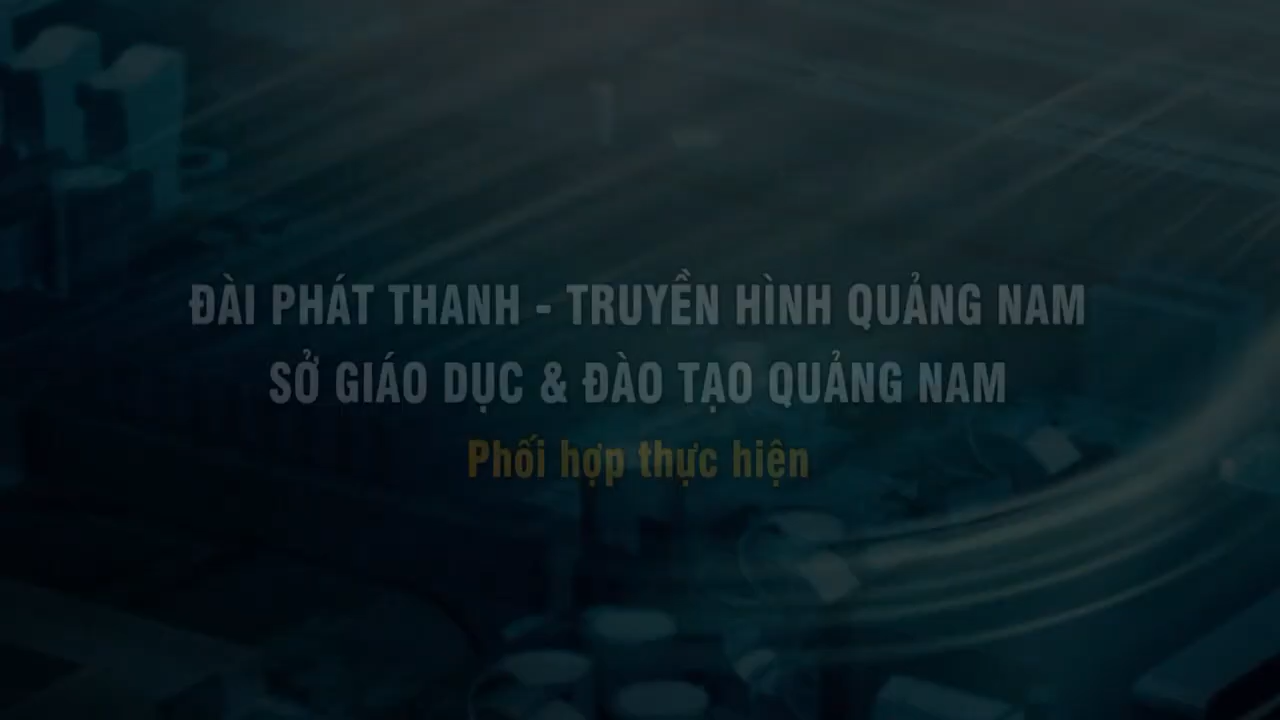 ĐÀI PHÁT THANH - TRUYỀN HÌNH QUẢNG NAM
SỞ GIÁO DỤC & ĐÀO TẠO QUẢNG NAM
Phối hợp thực hiện